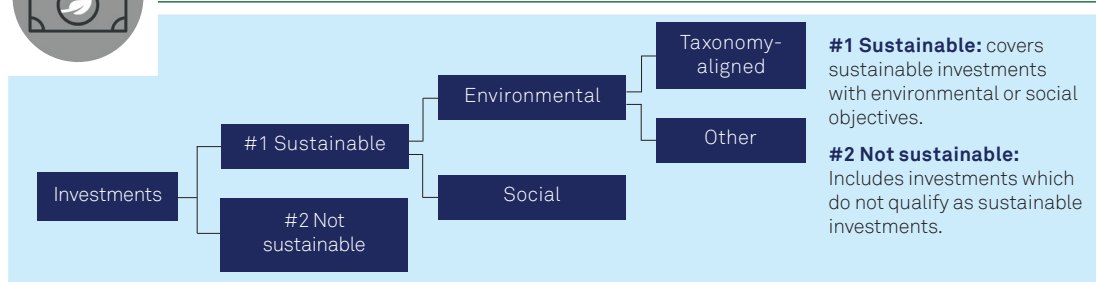 Taxonomy-
aligned
Environmental
Other
#1 Sustainable
Social
Investments
#2 Not
sustainable
#1 Sustainable: covers
sustainable investments
with environmental or social
objectives.
#2 Not sustainable:
Includes investments which
do not qualify as sustainable
investments.